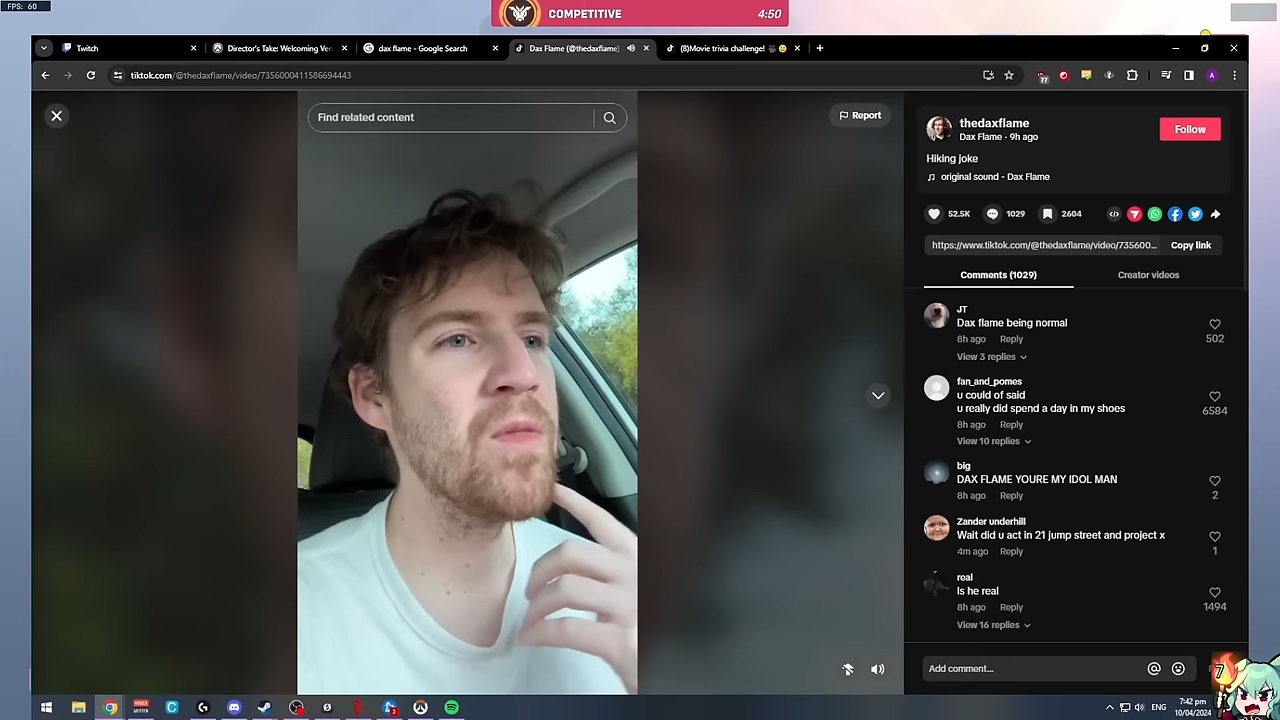 FPS: 60
COMPETITIVE
4:50
Twitch
Director's Take: Welcoming Ven
dax flame - Google Search
Dax Flame (@thedaxflame)
(8)Movie trivia challenge!
tiktok.com/@thedaxflame/video/7356000411586694443
77
A
Find related content
Report
thedaxflame
Dax Flame · 9h ago
Follow
Hiking joke
original sound - Dax Flame
52.5K
1029
2604
https://www.tiktok.com/@thedaxflame/video/735600...
Copy link
Comments (1029)
Creator videos
JT
Dax flame being normal
8h ago
Reply
502
View 3 replies
fan_and_pomes
u could of said
u really did spend a day in my shoes
6584
8h ago
Reply
View 10 replies
big
DAX FLAME YOURE MY IDOL MAN
8h ago
Reply
2
Zander underhill
Wait did u act in 21 jump street and project x
4m ago
Reply
1
real
Is he real
8h ago
Reply
1494
View 16 replies
Add comment...
7
ENG
7:42 pm
10/04/2024